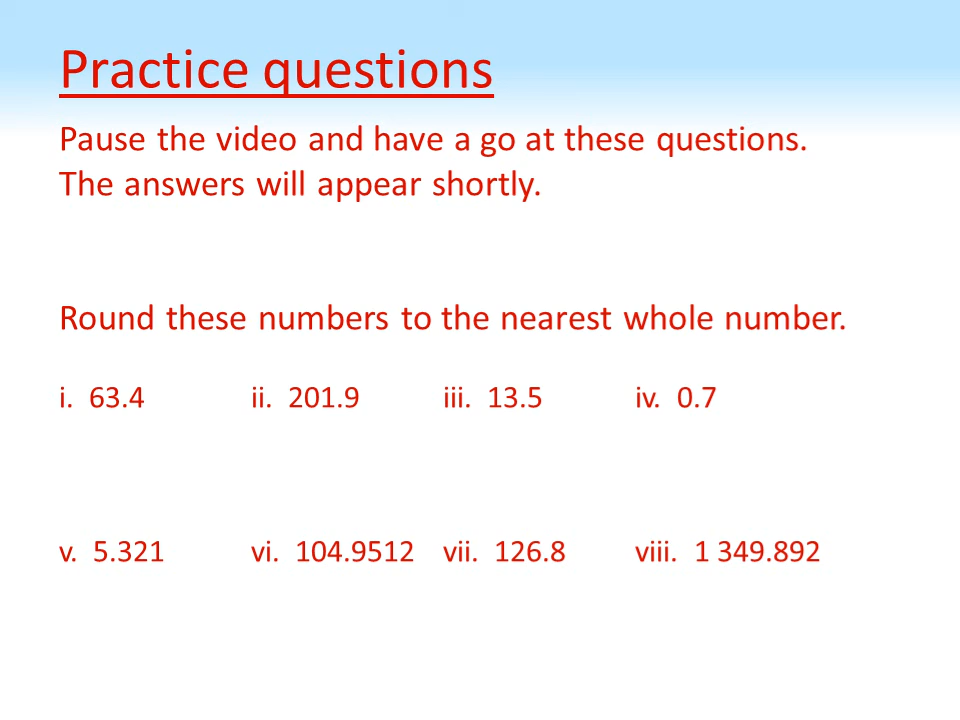 Practice questions
Pause the video and have a go at these questions.
The answers will appear shortly.
Round these numbers to the nearest whole number.
i. 63.4 ii. 201.9 iii. 13.5 iv. 0.7
v. 5.321 vi. 104.9512 vii. 126.8 viii. 1 349.892